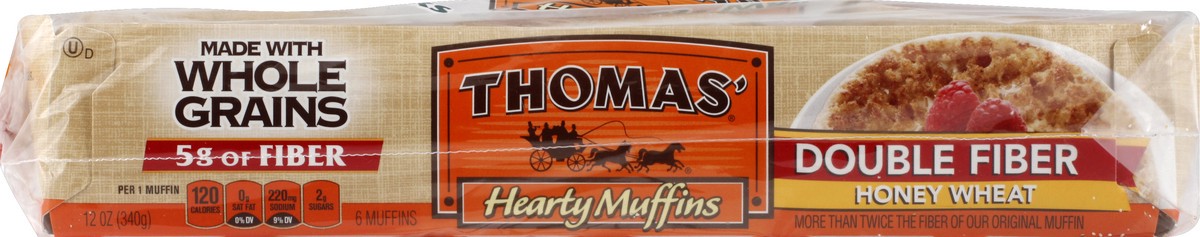 U D
MADE WITH
WHOLE
GRAINS
5g OF FIBER
PER 1 MUFFIN
120
CALORIES
0g
SAT FAT
0% DV
220mg
SODIUM
9% DV
2g
SUGARS
12 OZ (340g)
6 MUFFINS
THOMAS'®
Hearty Muffins
DOUBLE FIBER
HONEY WHEAT
MORE THAN TWICE THE FIBER OF OUR ORIGINAL MUFFIN